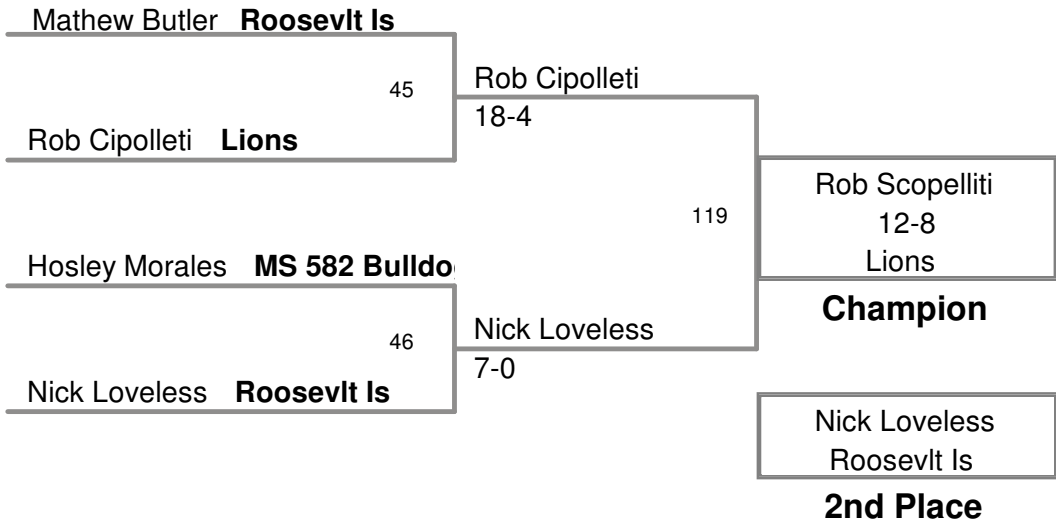 Mathew Butler Roosevlt Is
45
Rob Cipolleti
18-4
Rob Cipolleti Lions
119
Rob Scopelliti
12-8
Lions
Champion
Hosley Morales MS 582 Bulldo
46
Nick Loveless
7-0
Nick Loveless Roosevlt Is
Nick Loveless
Roosevlt Is
2nd Place